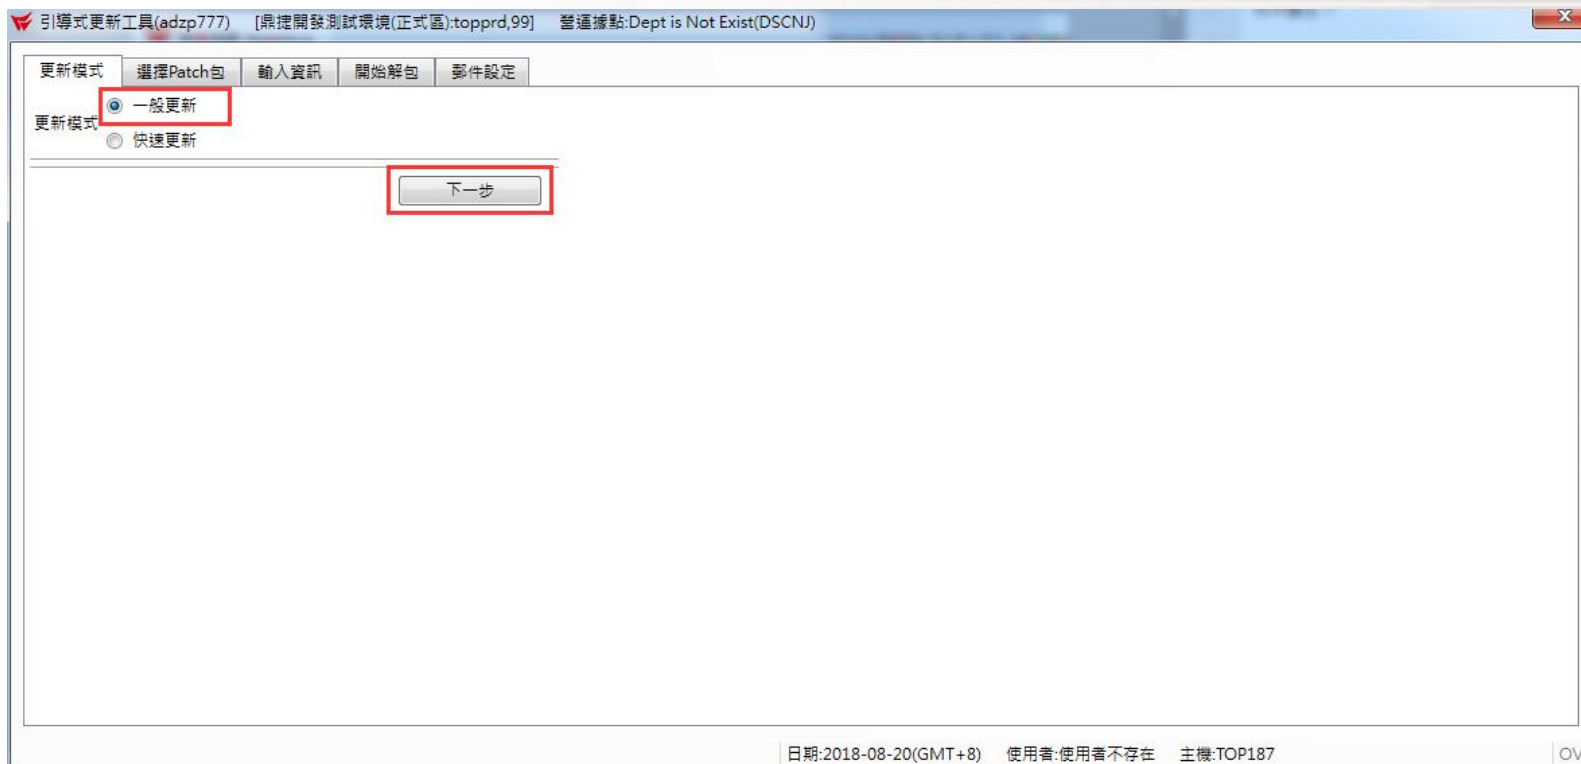 引導式更新工具(adzp777) [鼎捷開發測試環境(正式區):topprd,99] 營運據點:Dept is Not Exist(DSCNJ)
更新模式 選擇Patch包 輸入資訊 開始解包 郵件設定
一般更新
更新模式
快速更新
下一步
日期:2018-08-20(GMT+8) 使用者:使用者不存在 主機:TOP187 OV